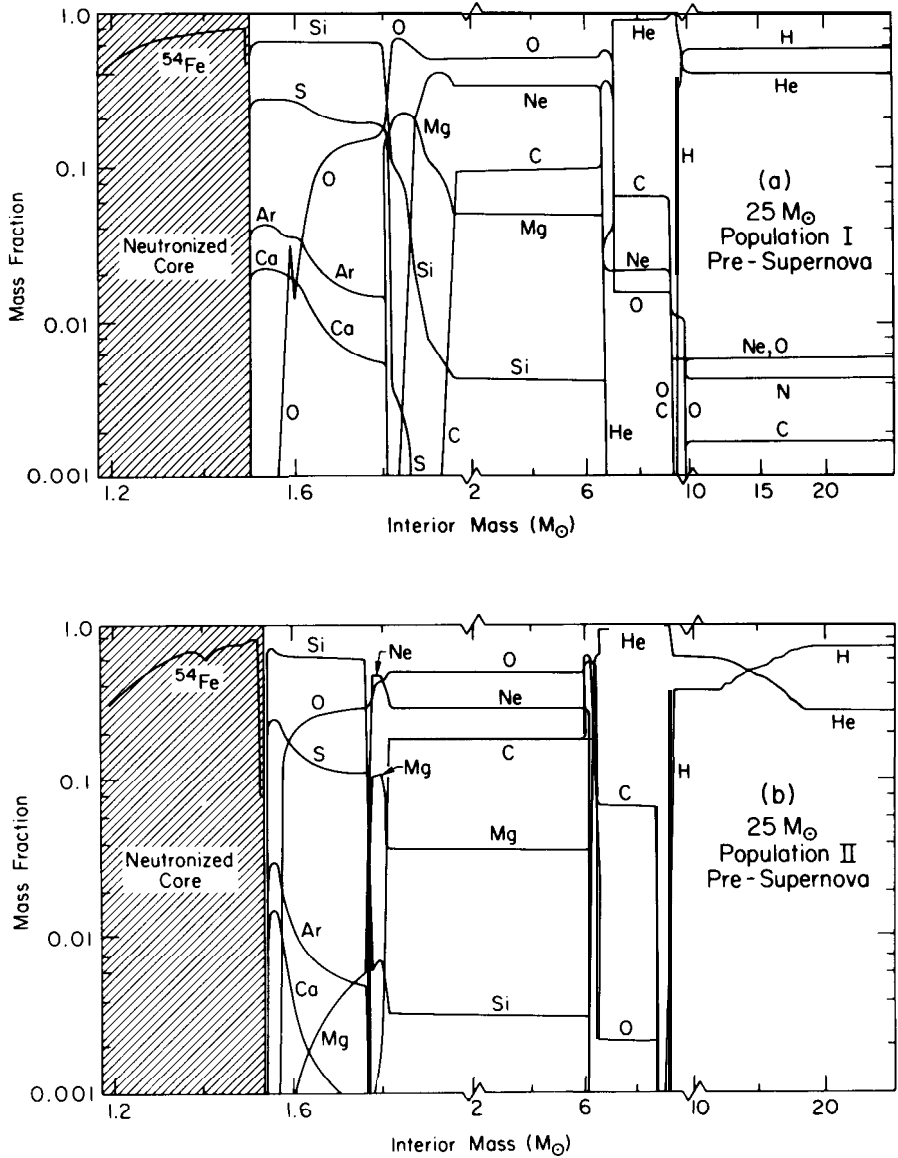 1.0
0.4
0.1
0.01
0.001
Mass Fraction
54Fe
Neutronized
Core
Si
S
O
Ar
Ca
O
Ar
Ca
O
Mg
Si
S
C
O
Ne
C
Mg
Si
He
He
C
Ne
O
H
O
C
O
H
He
(a)
25 M☉
Population I
Pre-Supernova
Ne,O
N
C
1.2
1.6
2
6
10
15
20
Interior Mass (M☉)
1.0
0.1
0.01
0.001
Mass Fraction
54Fe
Neutronized
Core
Si
O
S
Ar
Ca
Mg
Ne
Mg
O
Ne
C
Mg
Si
He
C
O
H
H
He
(b)
25 M☉
Population II
Pre-Supernova
1.2
1.6
2
6
10
20
Interior Mass (M☉)